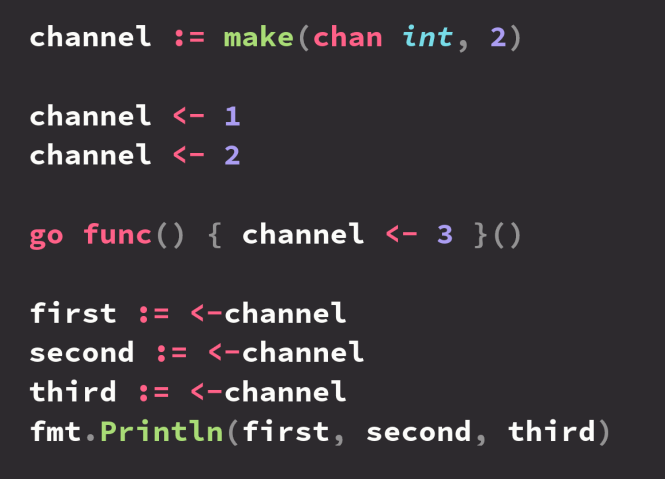 channel := make(chan int, 2)
channel <- 1
channel <- 2
go func() { channel <- 3 }()
first := <-channel
second := <-channel
third := <-channel
fmt.Println(first, second, third)